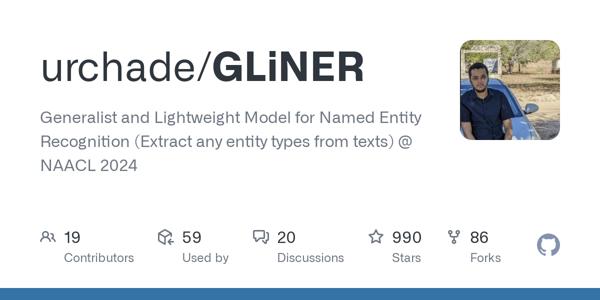 urchade/GLiNER
Generalist and Lightweight Model for Named Entity
Recognition (Extract any entity types from texts) @
NAACL 2024
19 59 20 990 86
Contributors Used by Discussions Stars Forks